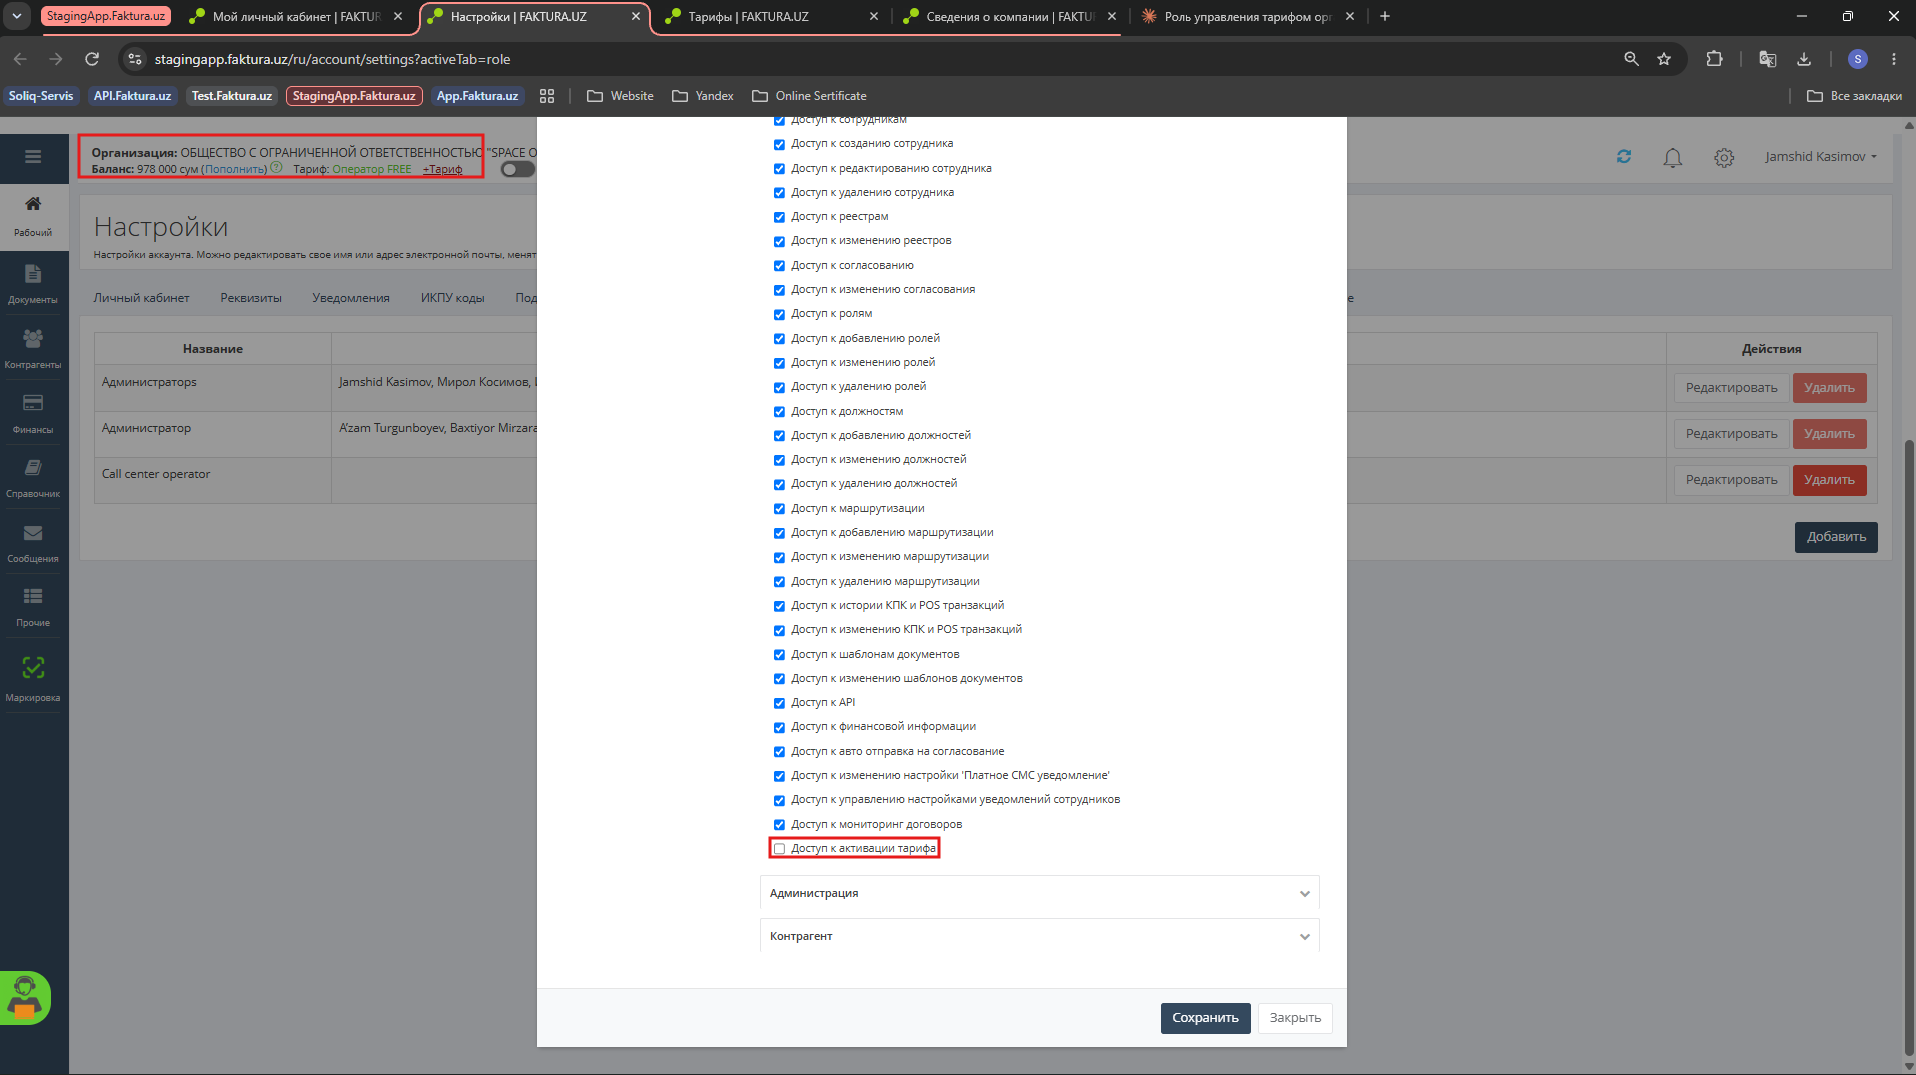 StagingApp.Faktura.uz
Мой личный кабинет | FAKTUR
Настройки | FAKTURA.UZ
Тарифы | FAKTURA.UZ
Сведения о компании | FAKTUR
Роль управления тарифом орг
stagingapp.faktura.uz/ru/account/settings?activeTab=role
S
Soliq-Servis
API.Faktura.uz
Test.Faktura.uz
StagingApp.Faktura.uz
App.Faktura.uz
Website
Yandex
Online Sertificate
Все закладки
Организация: ОБЩЕСТВО С ОГРАНИЧЕННОЙ ОТВЕТСТВЕННОСТЬЮ "SPACE O
Баланс: 978 000 сум (Пополнить) ? Тариф: Оператор FREE +Тариф
Jamshid Kasimov
Рабочий
Документы
Контрагенты
Финансы
Справочник
Сообщения
Прочие
Маркировка
Настройки
Настройки аккаунта. Можно редактировать свое имя или адрес электронной почты, менят
Личный кабинет
Реквизиты
Уведомления
ИКПУ коды
Под
е
Название
Действия
Администраторs
Jamshid Kasimov, Мирол Косимов,
Редактировать
Удалить
Администратор
A'zam Turgunboyev, Baxtiyor Mirzara
Редактировать
Удалить
Call center operator
Редактировать
Удалить
Добавить
Доступ к сотрудникам
Доступ к созданию сотрудника
Доступ к редактированию сотрудника
Доступ к удалению сотрудника
Доступ к реестрам
Доступ к изменению реестров
Доступ к согласованию
Доступ к изменению согласования
Доступ к ролям
Доступ к добавлению ролей
Доступ к изменению ролей
Доступ к удалению ролей
Доступ к должностям
Доступ к добавлению должностей
Доступ к изменению должностей
Доступ к удалению должностей
Доступ к маршрутизации
Доступ к добавлению маршрутизации
Доступ к изменению маршрутизации
Доступ к удалению маршрутизации
Доступ к истории КПК и POS транзакций
Доступ к изменению КПК и POS транзакций
Доступ к шаблонам документов
Доступ к изменению шаблонов документов
Доступ к API
Доступ к финансовой информации
Доступ к авто отправка на согласование
Доступ к изменению настройки 'Платное СМС уведомление'
Доступ к управлению настройками уведомлений сотрудников
Доступ к мониторинг договоров
Доступ к активации тарифа
Администрация
Контрагент
Сохранить
Закрыть